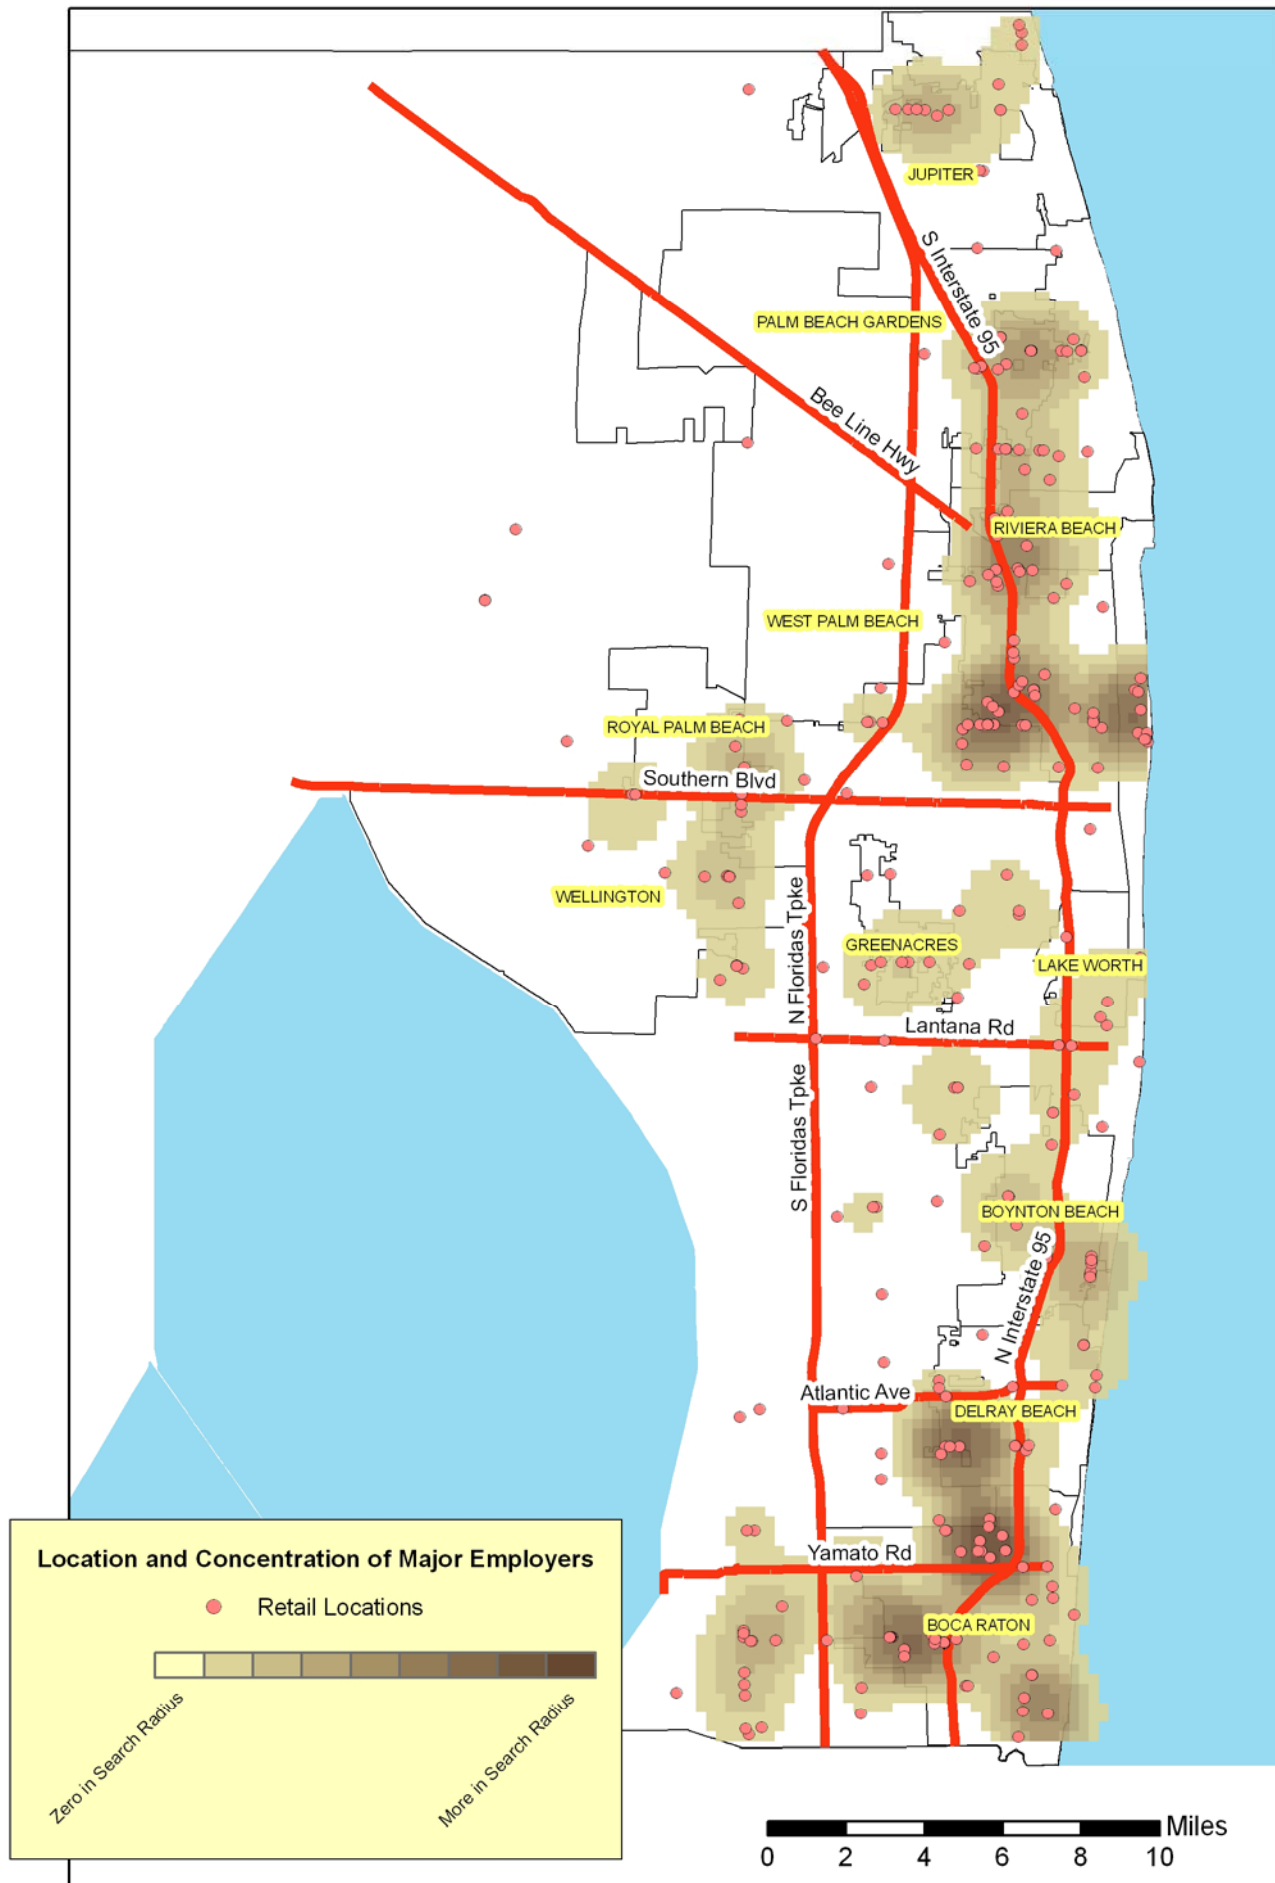 JUPITER
S Interstate 95
PALM BEACH GARDENS
Bee Line Hwy
RIVIERA BEACH
WEST PALM BEACH
ROYAL PALM BEACH
Southern Blvd
WELLINGTON
N Floridas Tpke
GREENACRES
LAKE WORTH
Lantana Rd
S Floridas Tpke
BOYNTON BEACH
N Interstate 95
Atlantic Ave
DELRAY BEACH
Yamato Rd
BOCA RATON
Location and Concentration of Major Employers
Retail Locations
Zero in Search Radius
More in Search Radius
Miles
0 2 4 6 8 10